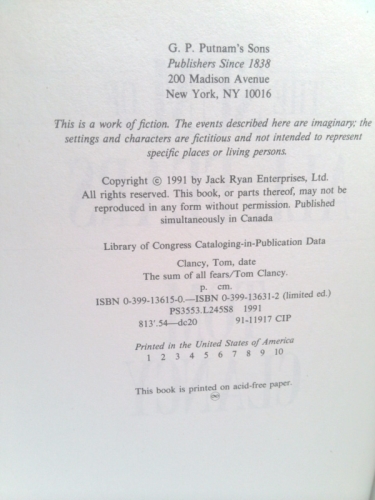 G. P. Putnam's Sons
Publishers Since 1838
200 Madison Avenue
New York, NY 10016
This is a work of fiction. The events described here are imaginary; the
settings and characters are fictitious and not intended to represent
specific places or living persons.
Copyright © 1991 by Jack Ryan Enterprises, Ltd.
All rights reserved. This book, or parts thereof, may not be
reproduced in any form without permission. Published
simultaneously in Canada
Library of Congress Cataloging-in-Publication Data
Clancy, Tom, date
The sum of all fears/Tom Clancy.
p. cm.
ISBN 0-399-13615-0.—ISBN 0-399-13631-2 (limited ed.)
PS3553.L245S8 1991
813'.54—dc20 91-11917 CIP
Printed in the United States of America
1 2 3 4 5 6 7 8 9 10
This book is printed on acid-free paper.